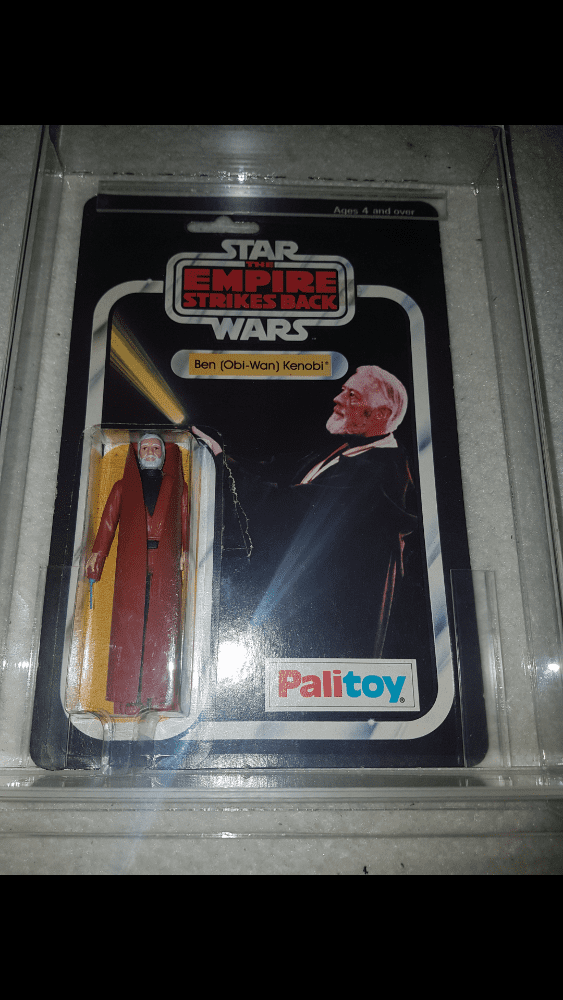 Ages 4 and over
STAR
THE
EMPIRE
STRIKES BACK
WARS
Ben (Obi-Wan) Kenobi*
Palitoy®